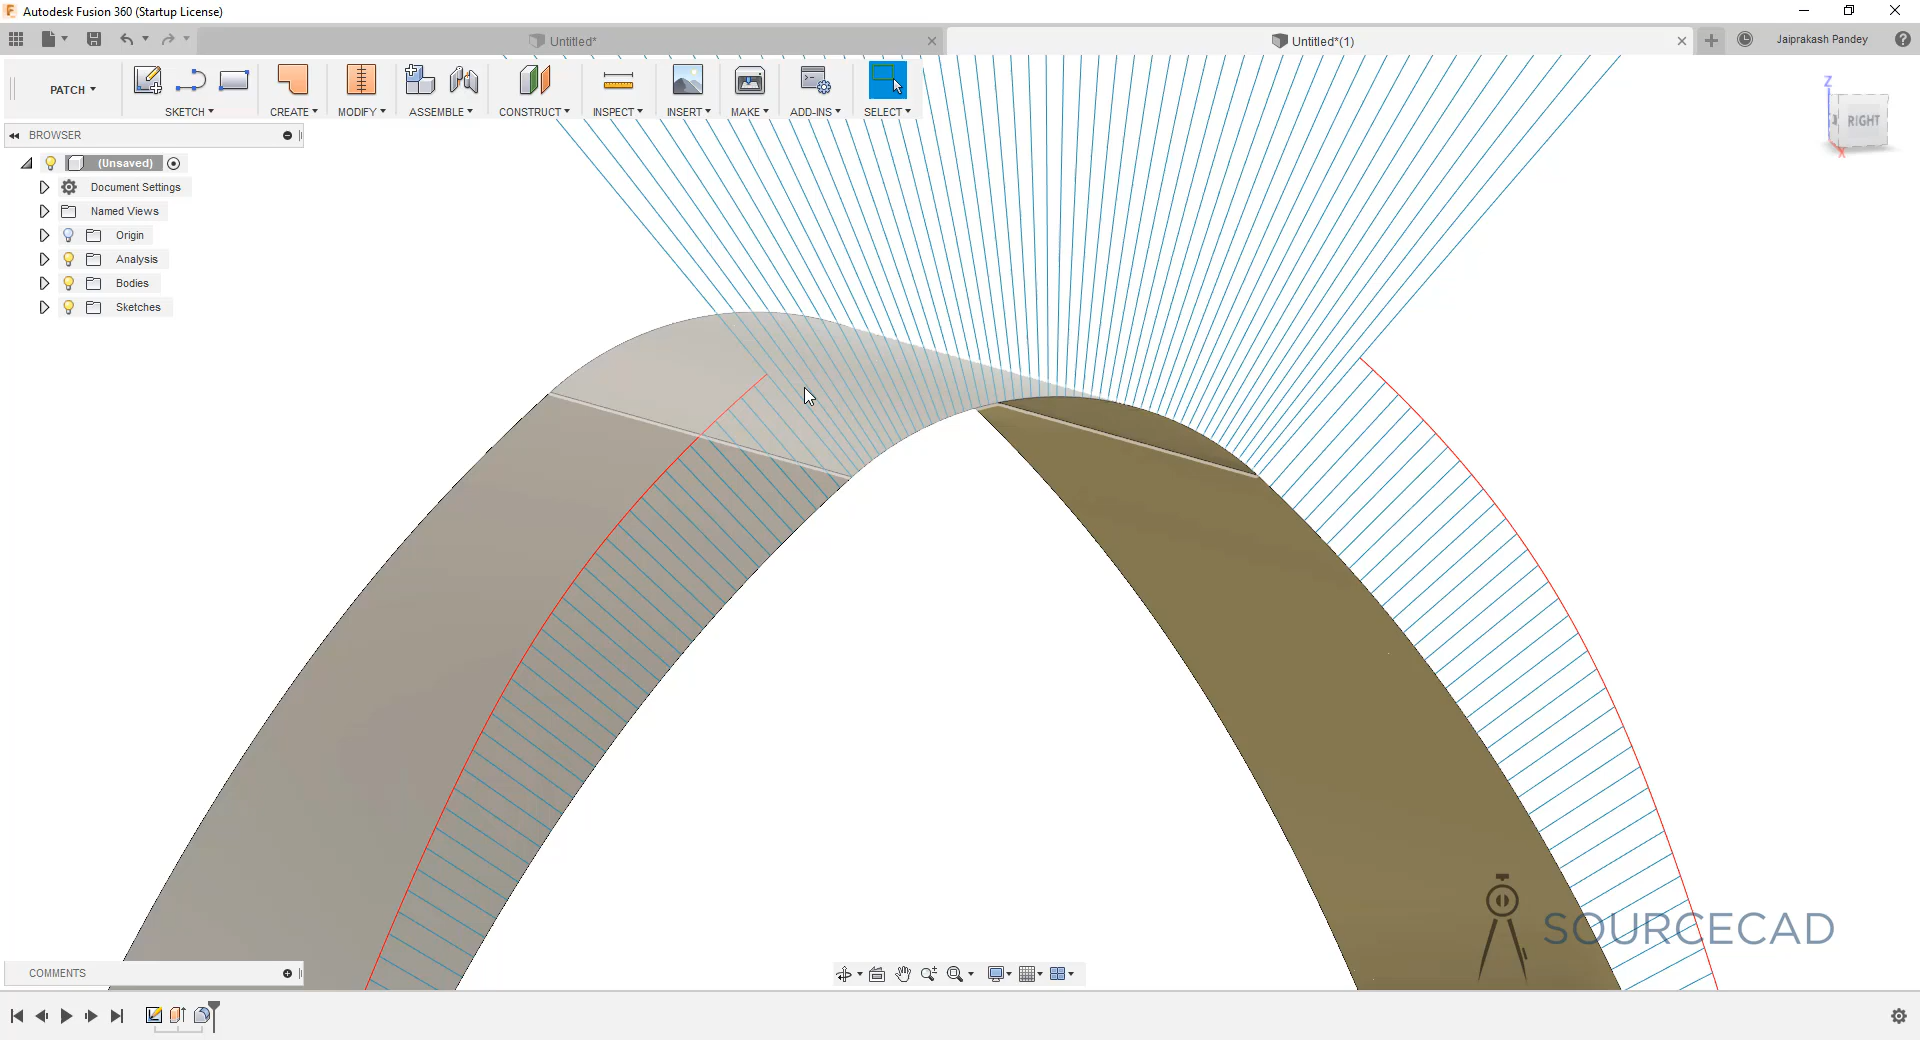 Autodesk Fusion 360 (Startup License)
Untitled*
Untitled*(1)
Jaiprakash Pandey
PATCH
SKETCH
CREATE
MODIFY
ASSEMBLE
CONSTRUCT
INSPECT
INSERT
MAKE
ADD-INS
SELECT
Z
RIGHT
X
BROWSER
(Unsaved)
Document Settings
Named Views
Origin
Analysis
Bodies
Sketches
SOURCECAD
COMMENTS